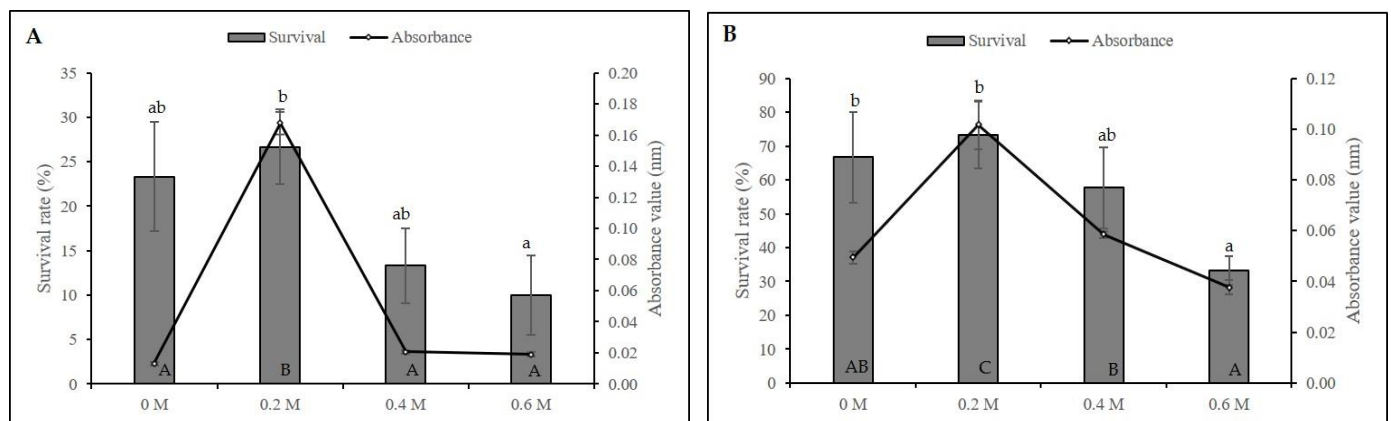 A
Survival
Absorbance
35
30
25
20
15
10
5
0
Survival rate (%)
0.20
0.18
0.16
0.14
0.12
0.10
0.08
0.06
0.04
0.02
0.00
Absorbance value (nm)
ab
b
ab
a
A
B
A
A
0 M
0.2 M
0.4 M
0.6 M
B
Survival
Absorbance
90
80
70
60
50
40
30
20
10
0
Survival rate (%)
0.12
0.10
0.08
0.06
0.04
0.02
0.00
Absorbance value (nm)
b
b
ab
a
AB
C
B
A
0 M
0.2 M
0.4 M
0.6 M